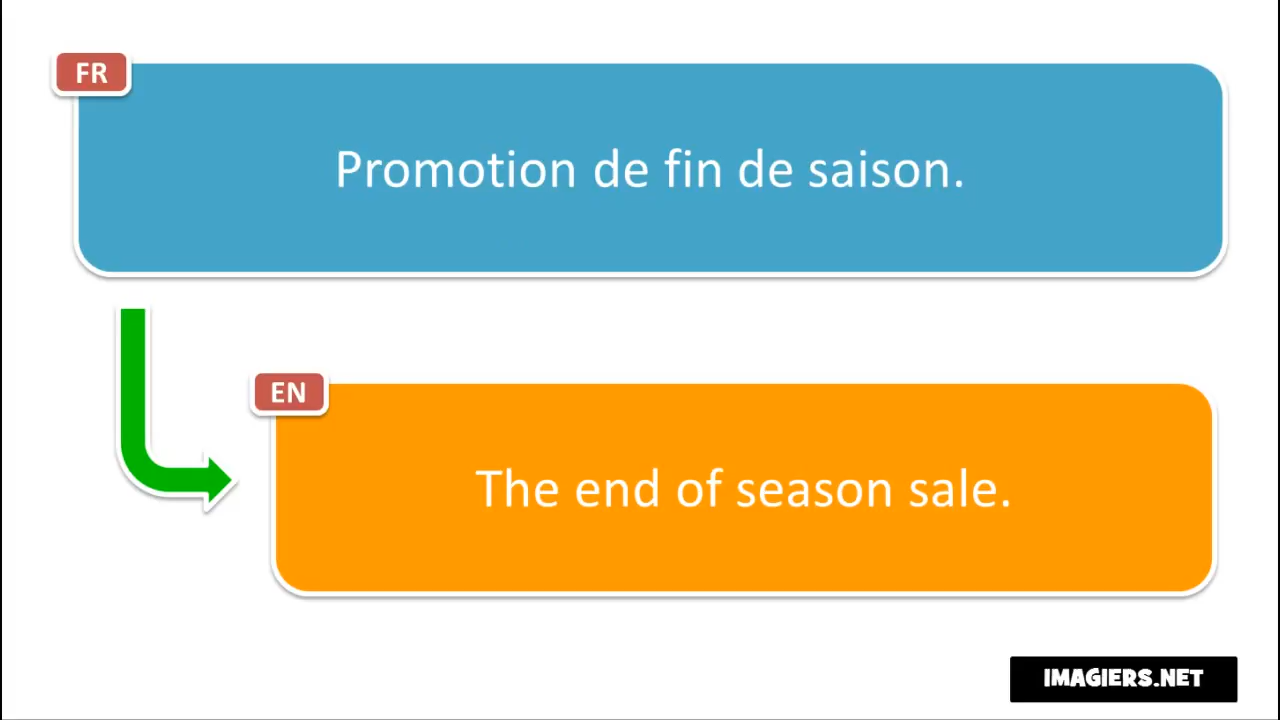 FR
Promotion de fin de saison.
EN
The end of season sale.
IMAGIERS.NET